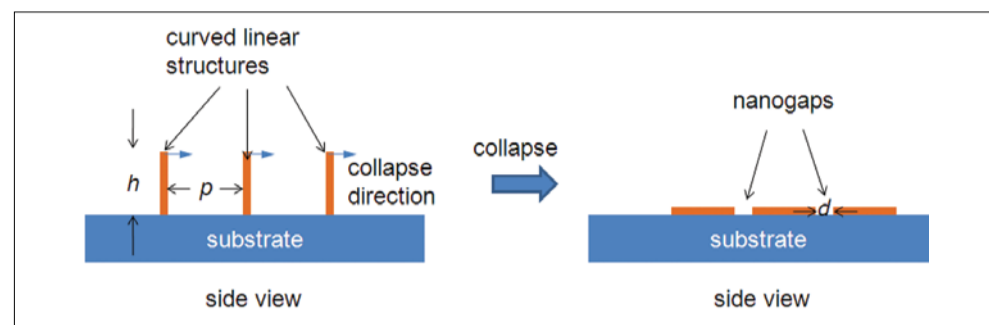 curved linear
structures
h
p
collapse
direction
substrate
side view
collapse
nanogaps
d
substrate
side view